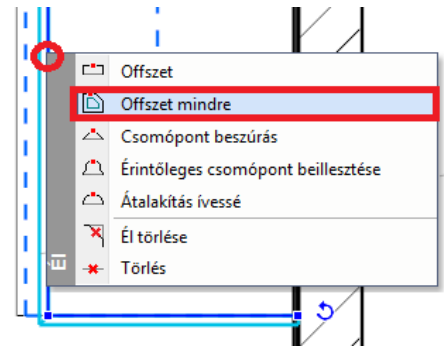 Offszet
Offszet mindre
Csomópont beszúrás
Érintőleges csomópont beillesztése
Átalakítás ívessé
Él törlése
Törlés
Él